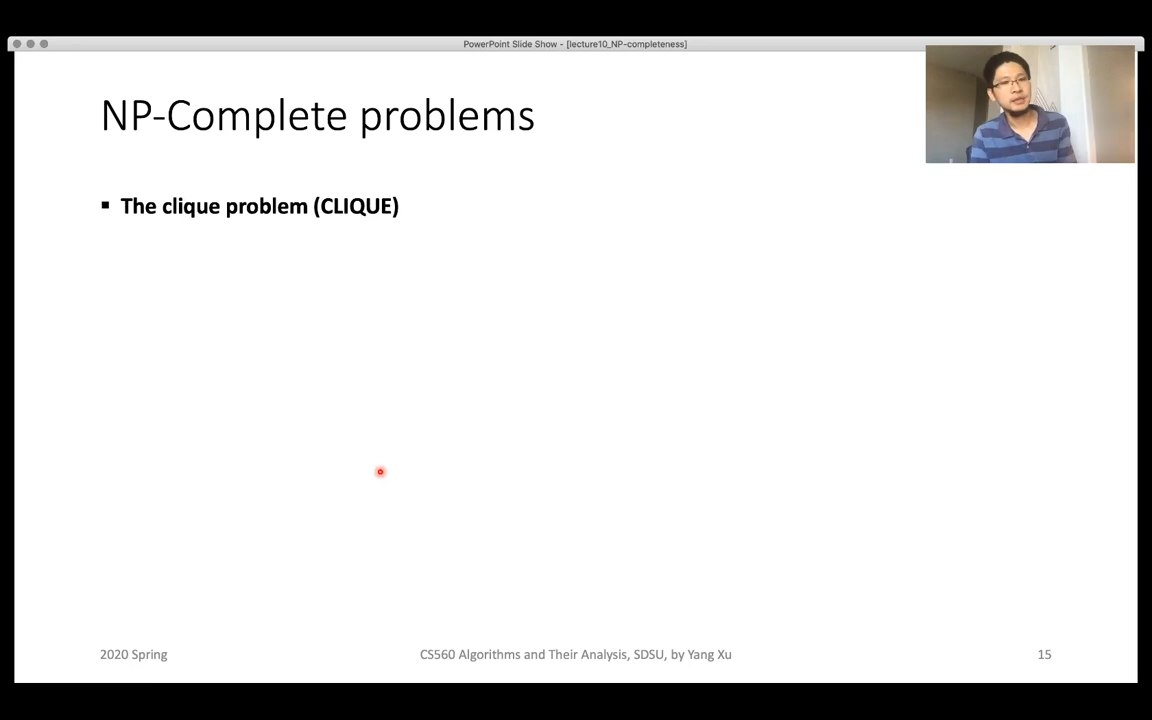 PowerPoint Slide Show - [lecture10_NP-completeness]
NP-Complete problems
▪ The clique problem (CLIQUE)
2020 Spring
CS560 Algorithms and Their Analysis, SDSU, by Yang Xu
15